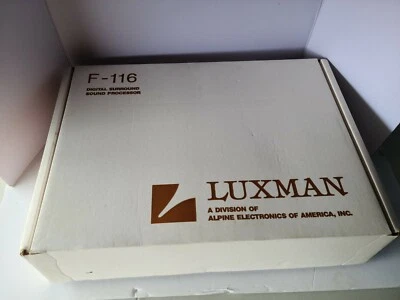 F-116
DIGITAL SURROUND
SOUND PROCESSOR
LUXMAN
A DIVISION OF
ALPINE ELECTRONICS OF AMERICA, INC.